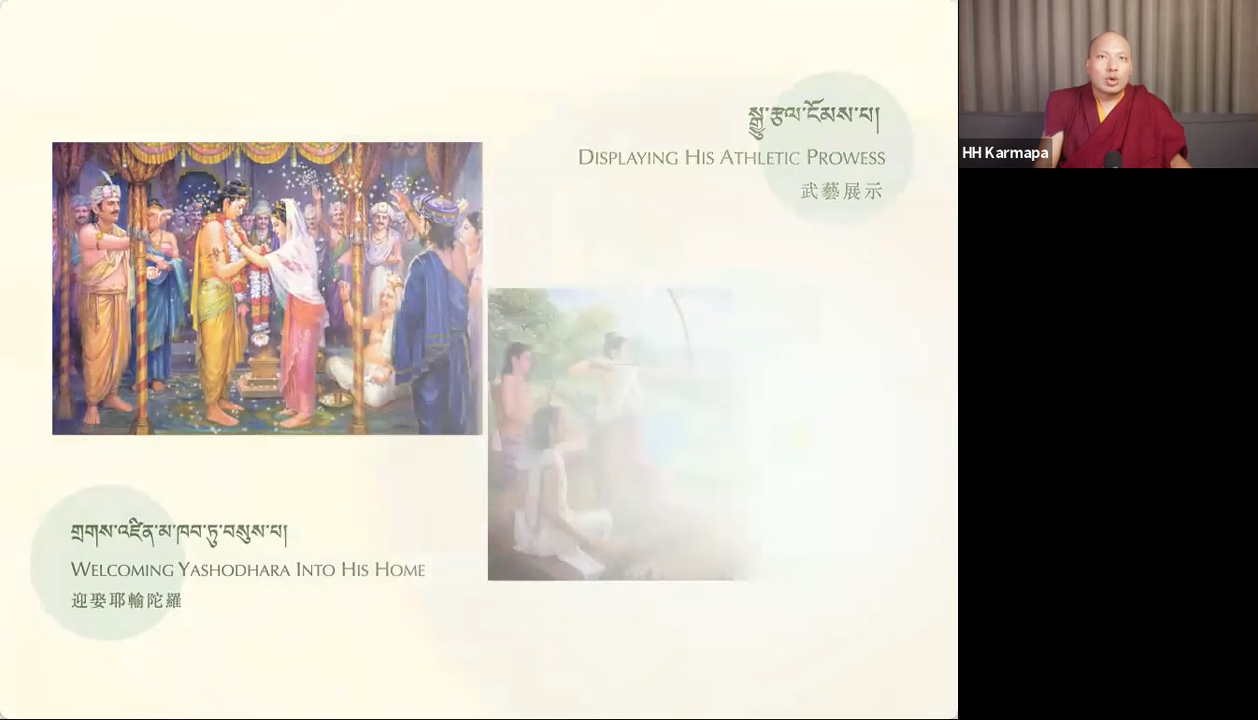 སྒྱུ་རྩལ་ངོམས་པ།
DISPLAYING HIS ATHLETIC PROWESS
武藝展示
HH Karmapa
གྲགས་འཛིན་མ་ཁབ་ཏུ་བསུས་པ།
WELCOMING YASHODHARA INTO HIS HOME
迎娶耶輸陀羅